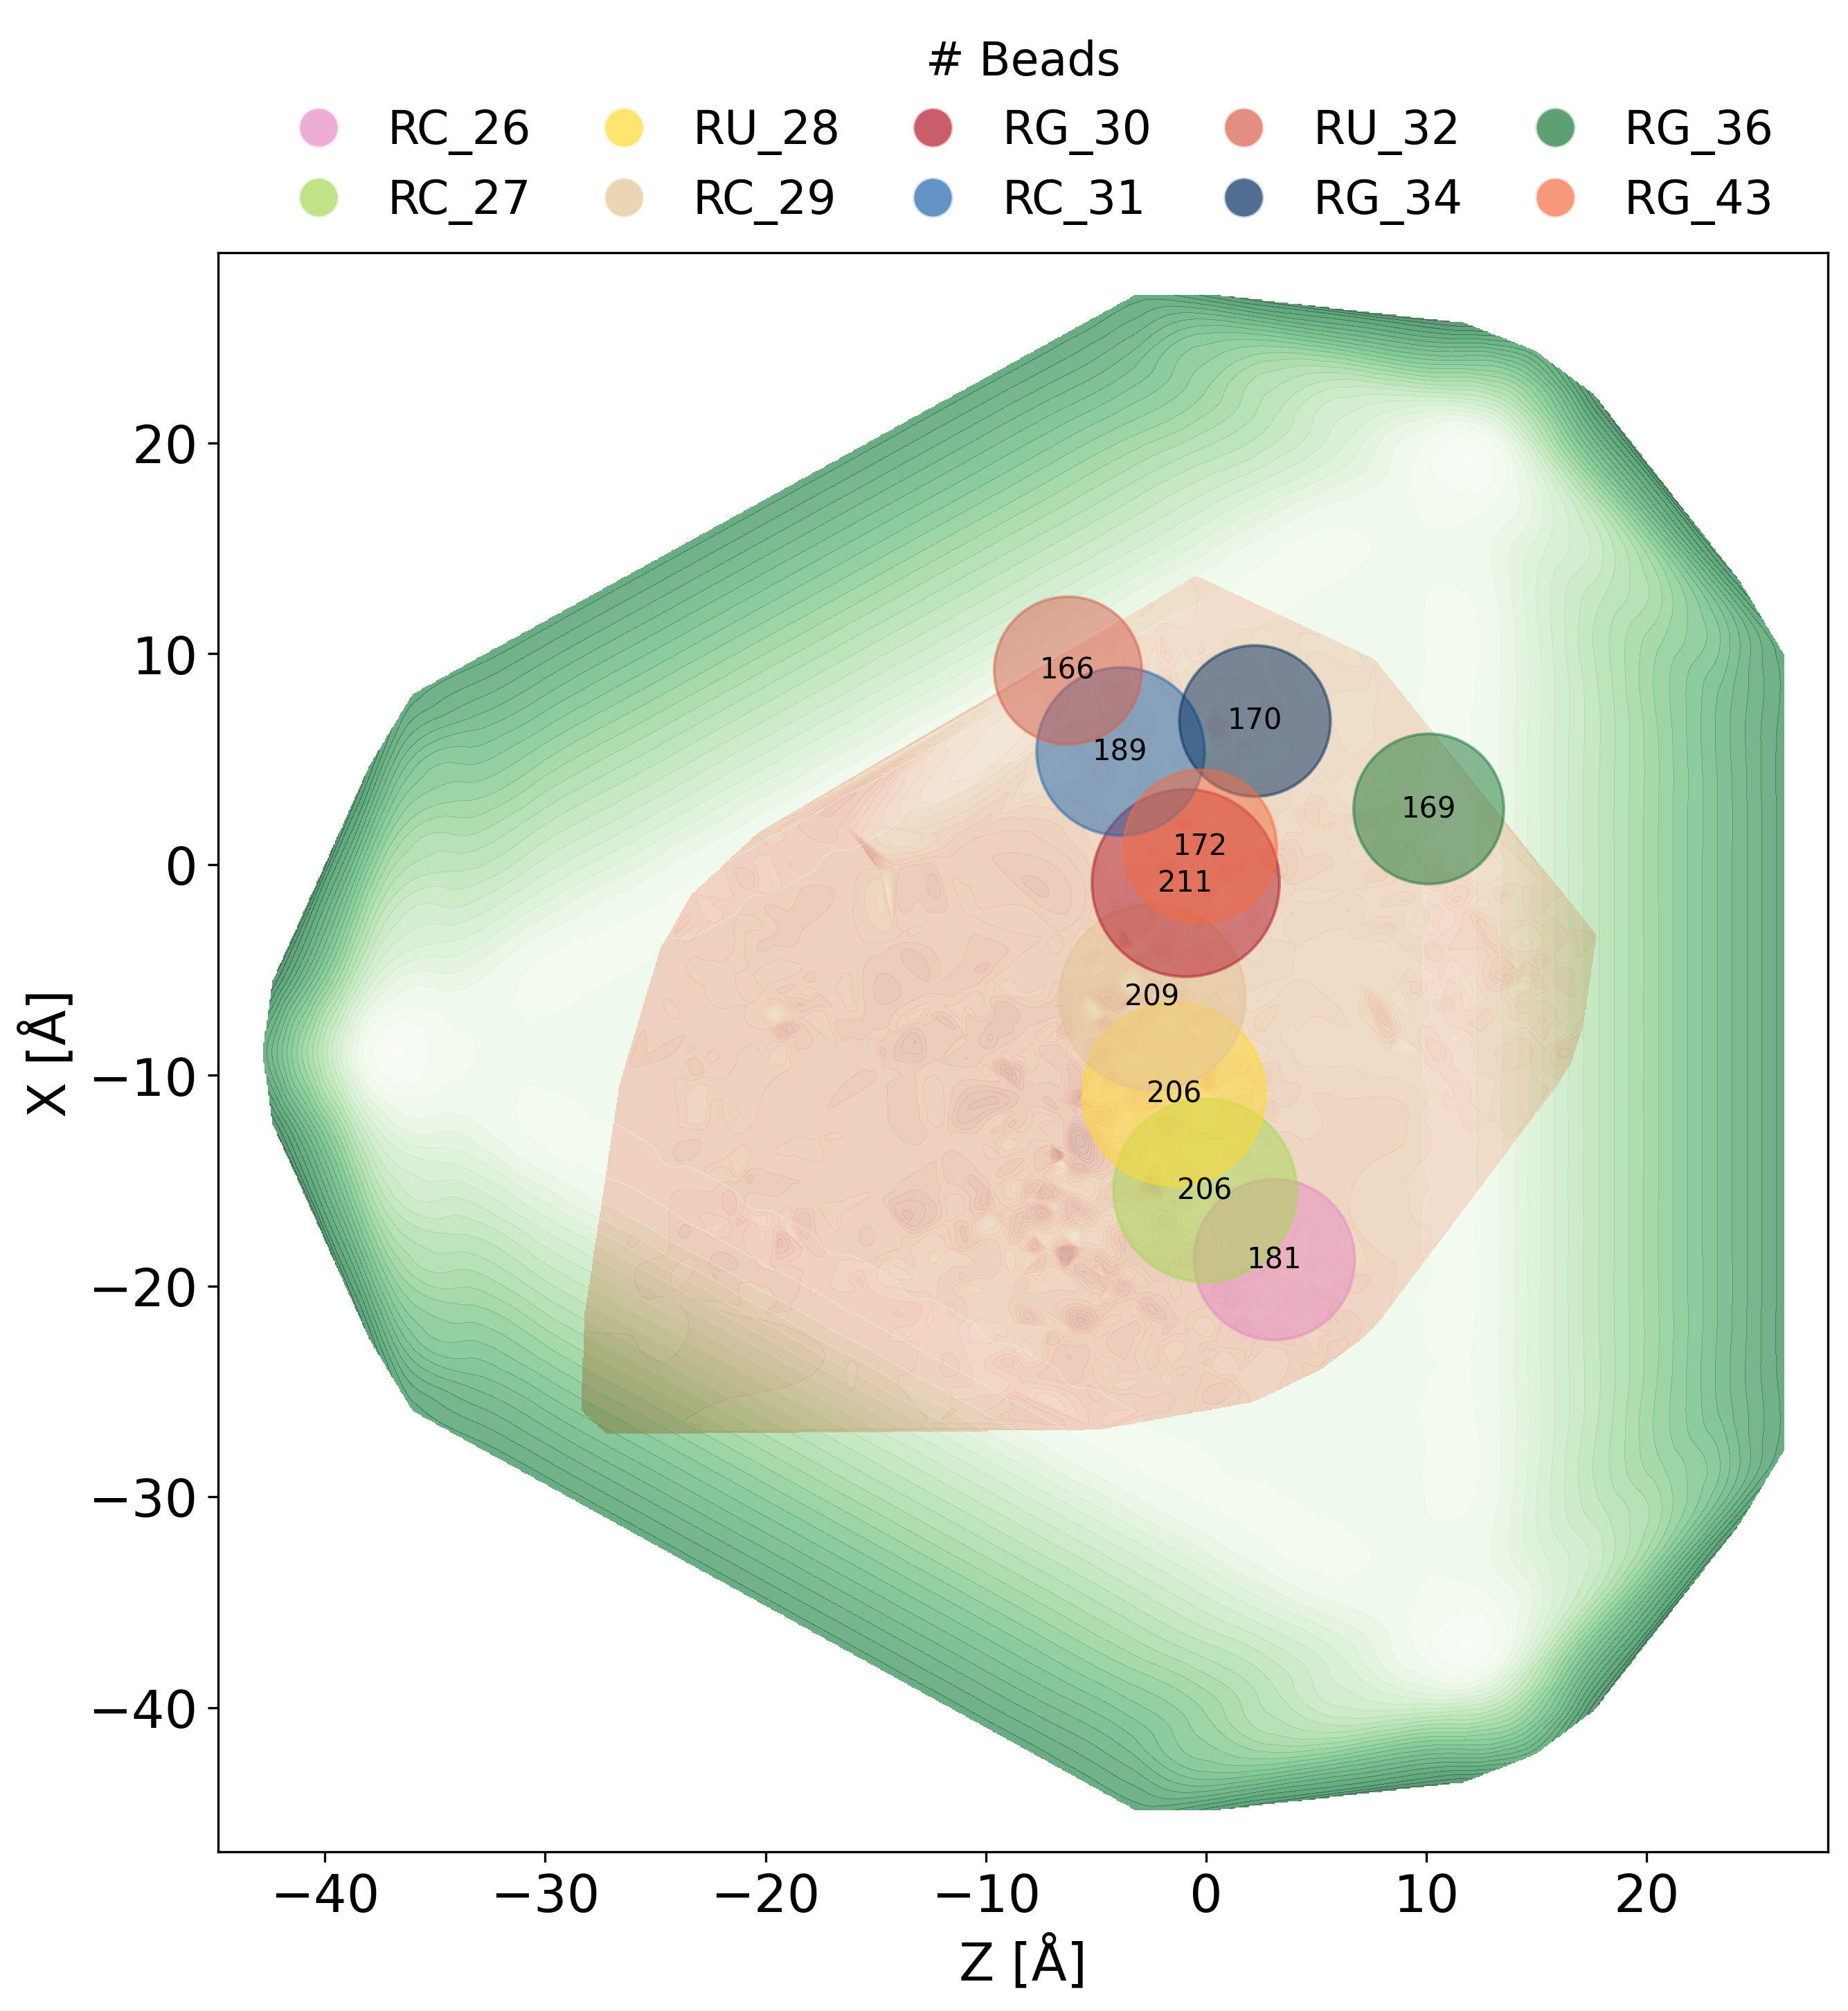 # Beads
RC_26 RU_28 RG_30 RU_32 RG_36
RC_27 RC_29 RC_31 RG_34 RG_43
20
10
0
−10
−20
−30
−40
X [Å]
166
170
189
169
172
211
209
206
206
181
−40 −30 −20 −10 0 10 20
Z [Å]